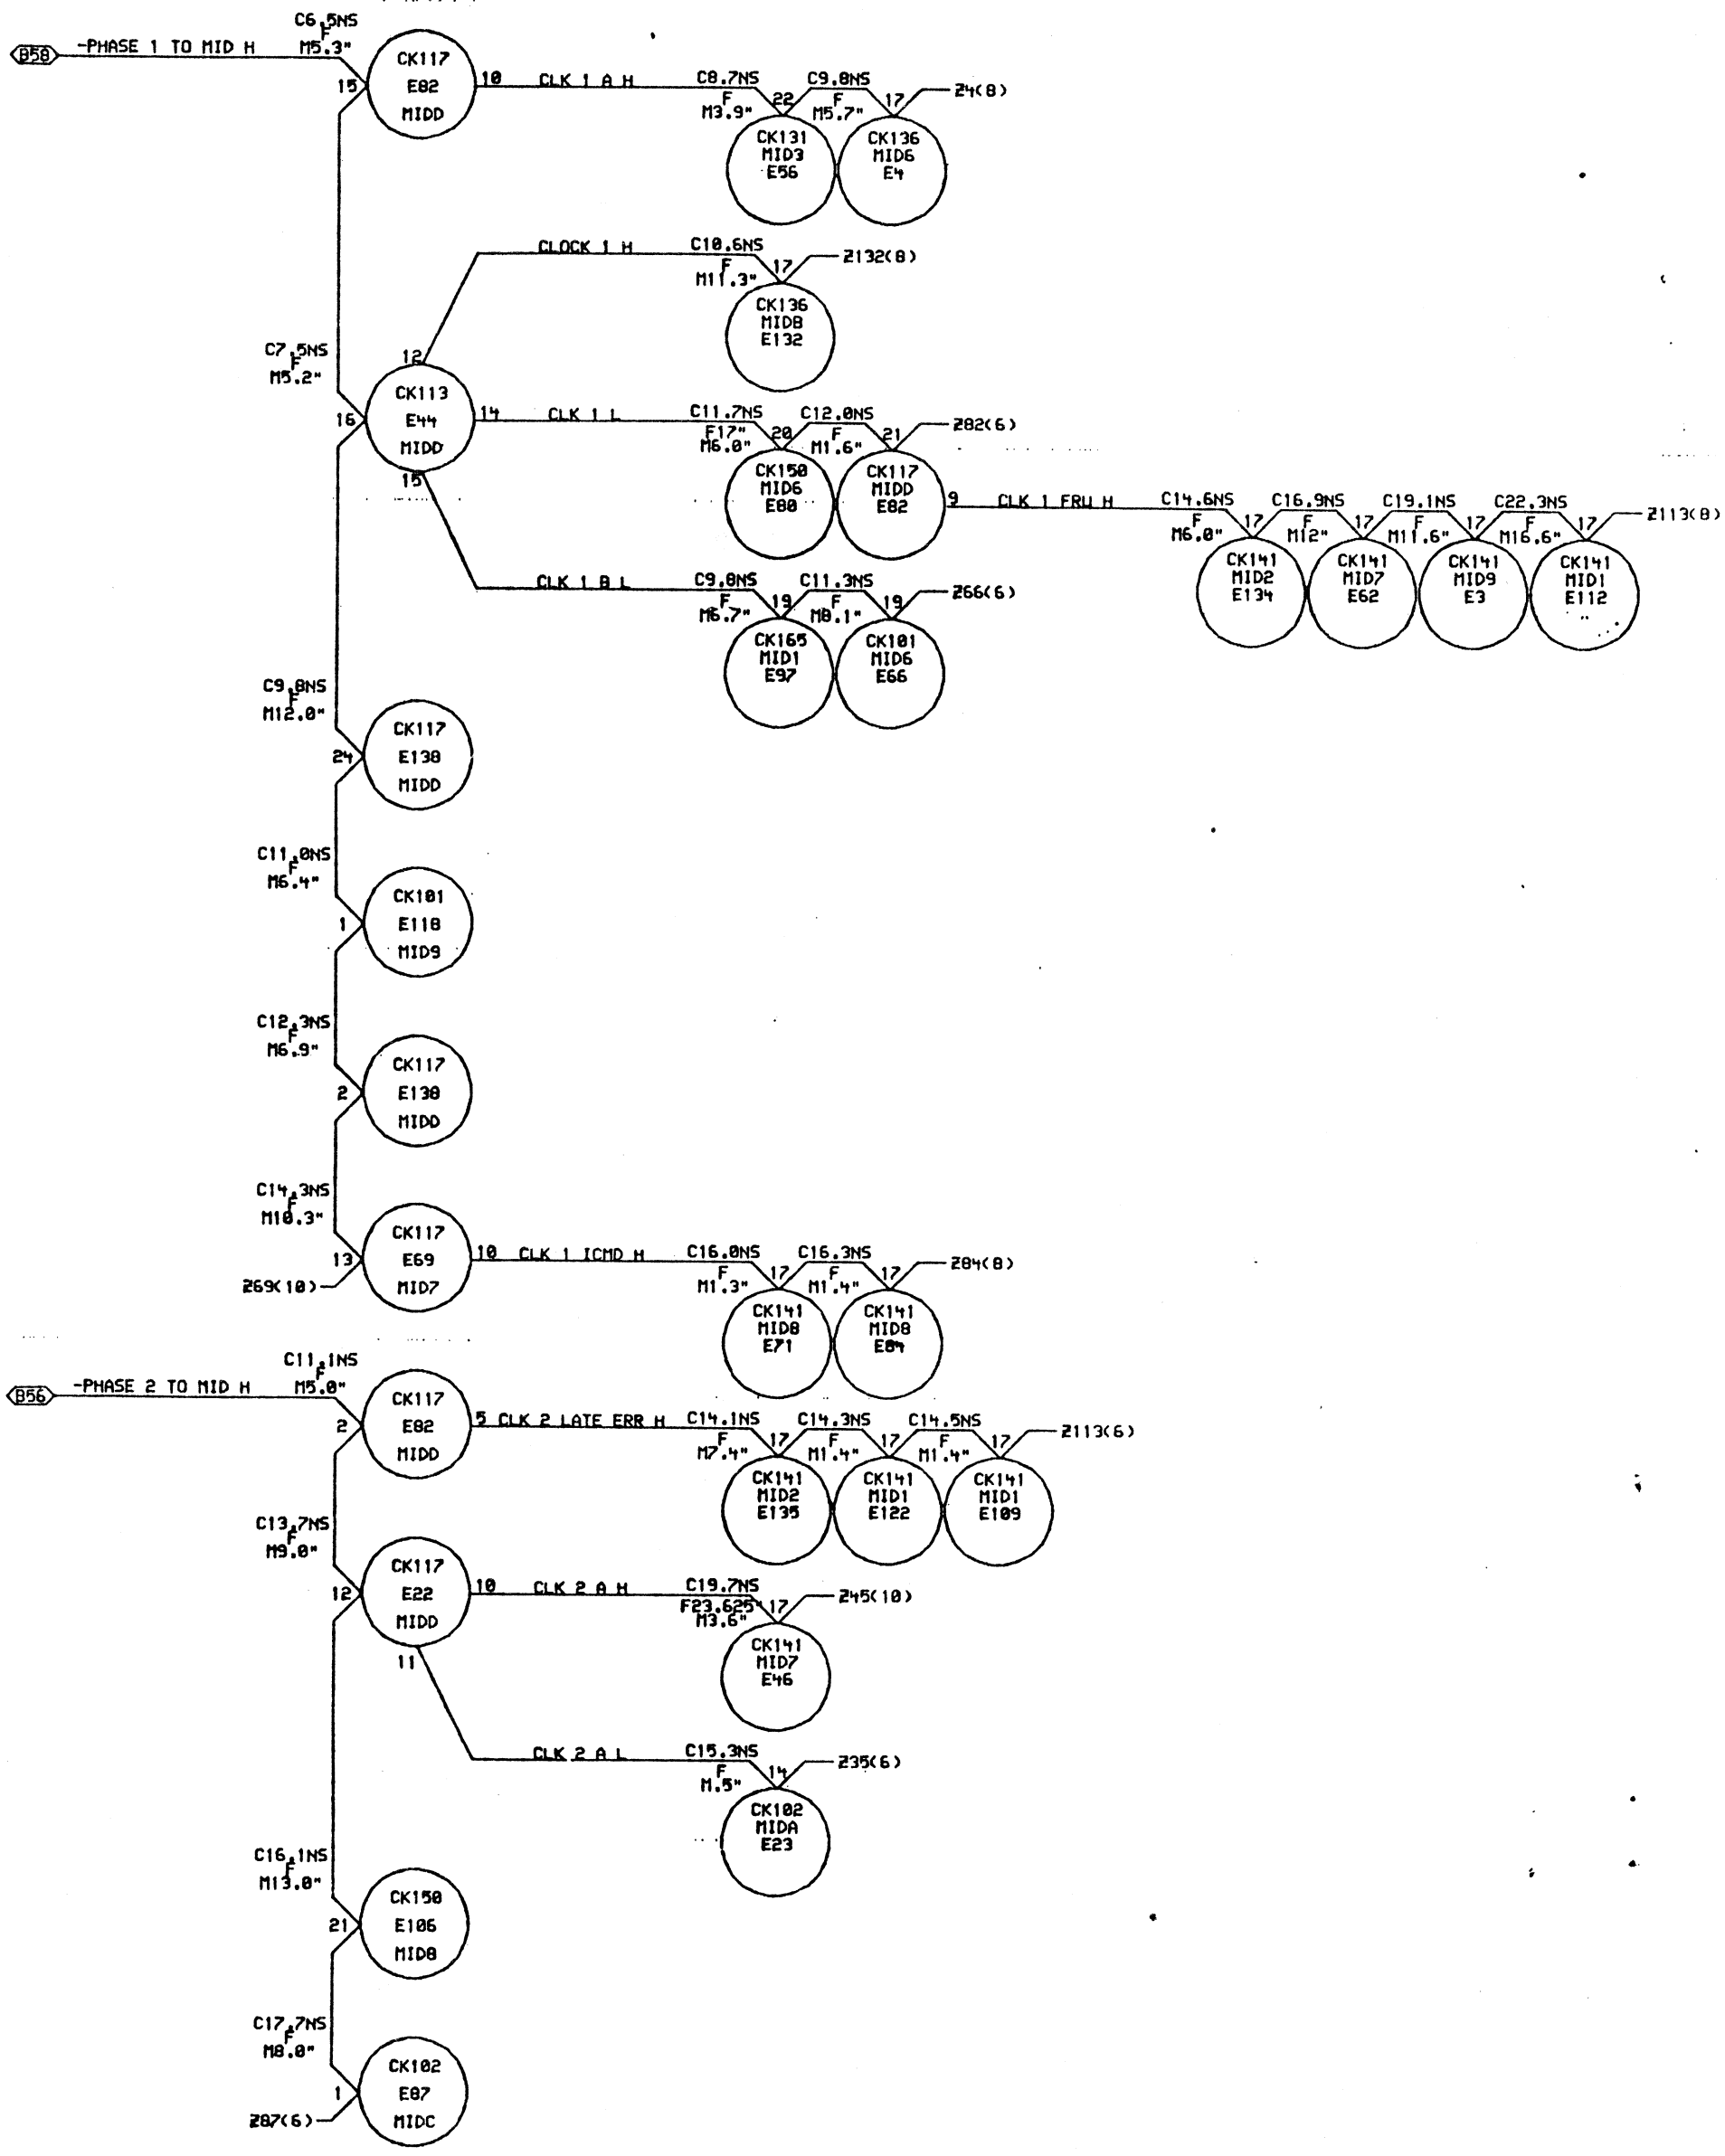 C6.5NS
B58 -PHASE 1 TO MID H F
M5.3"
CK117
15 E82 10 CLK 1 A H
MIDD
C8.7NS C9.8NS
F 22 F 17 Z4(8)
M3.9" M5.7"
CK131 CK136
MID3 MID6
E56 E4
CLOCK 1 H C10.6NS
F 17 Z132(8)
M11.3"
CK136
MID8
E132
C7.5NS
F
M5.2"
12
CK113
16 E44 14 CLK 1 L
MIDD
15
C11.7NS C12.0NS
F17" 20 F 21 Z82(6)
M6.0" M1.6"
CK150 CK117
MID6 MIDD
E80 E82
9 CLK 1 FRU H C14.6NS C16.9NS C19.1NS C22.3NS
F 17 F 17 F 17 F 17 Z113(8)
M6.0" M12" M11.6" M16.6"
CK141 CK141 CK141 CK141
MID2 MID7 MID9 MID1
E134 E62 E3 E112
CLK 1 B L C9.8NS C11.3NS
F 19 F 19 Z66(6)
M6.7" M8.1"
CK165 CK101
MID1 MID6
E97 E66
C9.8NS
F
M12.0"
CK117
24 E138
MIDD
C11.0NS
F
M6.4"
CK101
1 E118
MID9
C12.3NS
F
M6.9"
CK117
2 E138
MIDD
C14.3NS
F
M10.3"
CK117
13 E69 10 CLK 1 ICMD H
Z69(10) MID7
C16.0NS C16.3NS
F 17 F 17 Z84(8)
M1.3" M1.4"
CK141 CK141
MID8 MID8
E71 E84
C11.1NS
B56 -PHASE 2 TO MID H F
M5.0"
CK117
2 E82 5 CLK 2 LATE ERR H
MIDD
C14.1NS C14.3NS C14.5NS
F 17 F 17 F 17 Z113(6)
M7.4" M1.4" M1.4"
CK141 CK141 CK141
MID2 MID1 MID1
E135 E122 E109
C13.7NS
F
M9.0"
CK117
12 E22 10 CLK 2 A H
MIDD
11
C19.7NS
F23.625" 17 Z45(10)
M3.6"
CK141
MID7
E46
CLK 2 A L C15.3NS
F 14 Z35(6)
M.5"
CK102
MIDA
E23
C16.1NS
F
M13.0"
CK150
21 E106
MID8
C17.7NS
F
M8.0"
CK102
1 E87
Z87(6) MIDC